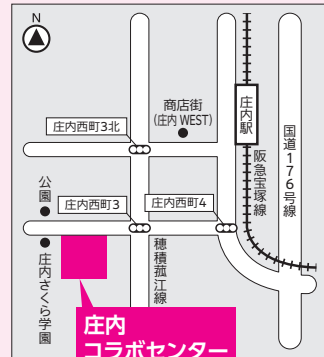 N
商店街
(庄内 WEST)
庄内駅
国道176号線
阪急宝塚線
庄内西町3北
公園
庄内西町3
庄内西町4
庄内さくら学園
穂積菰江線
庄内
コラボセンター